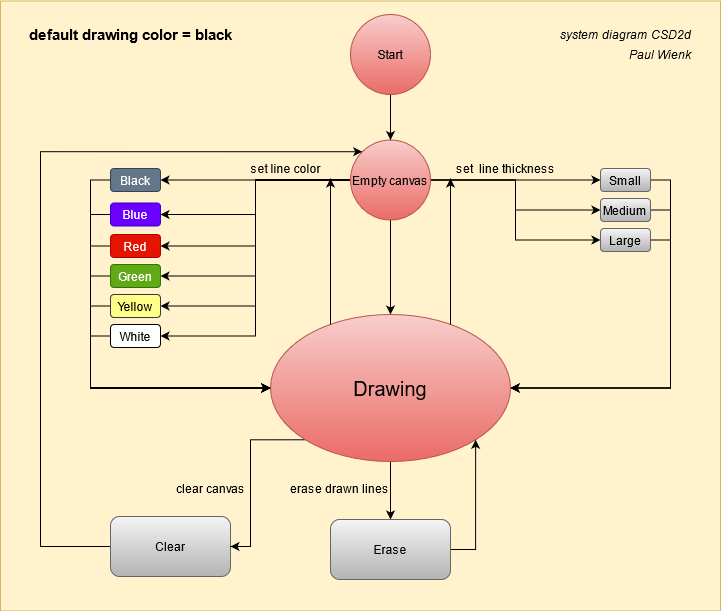 default drawing color = black
system diagram CSD2d
Paul Wienk
Start
set line color
set line thickness
Black
Empty canvas
Small
Blue
Medium
Red
Large
Green
Yellow
White
Drawing
clear canvas
erase drawn lines
Clear
Erase